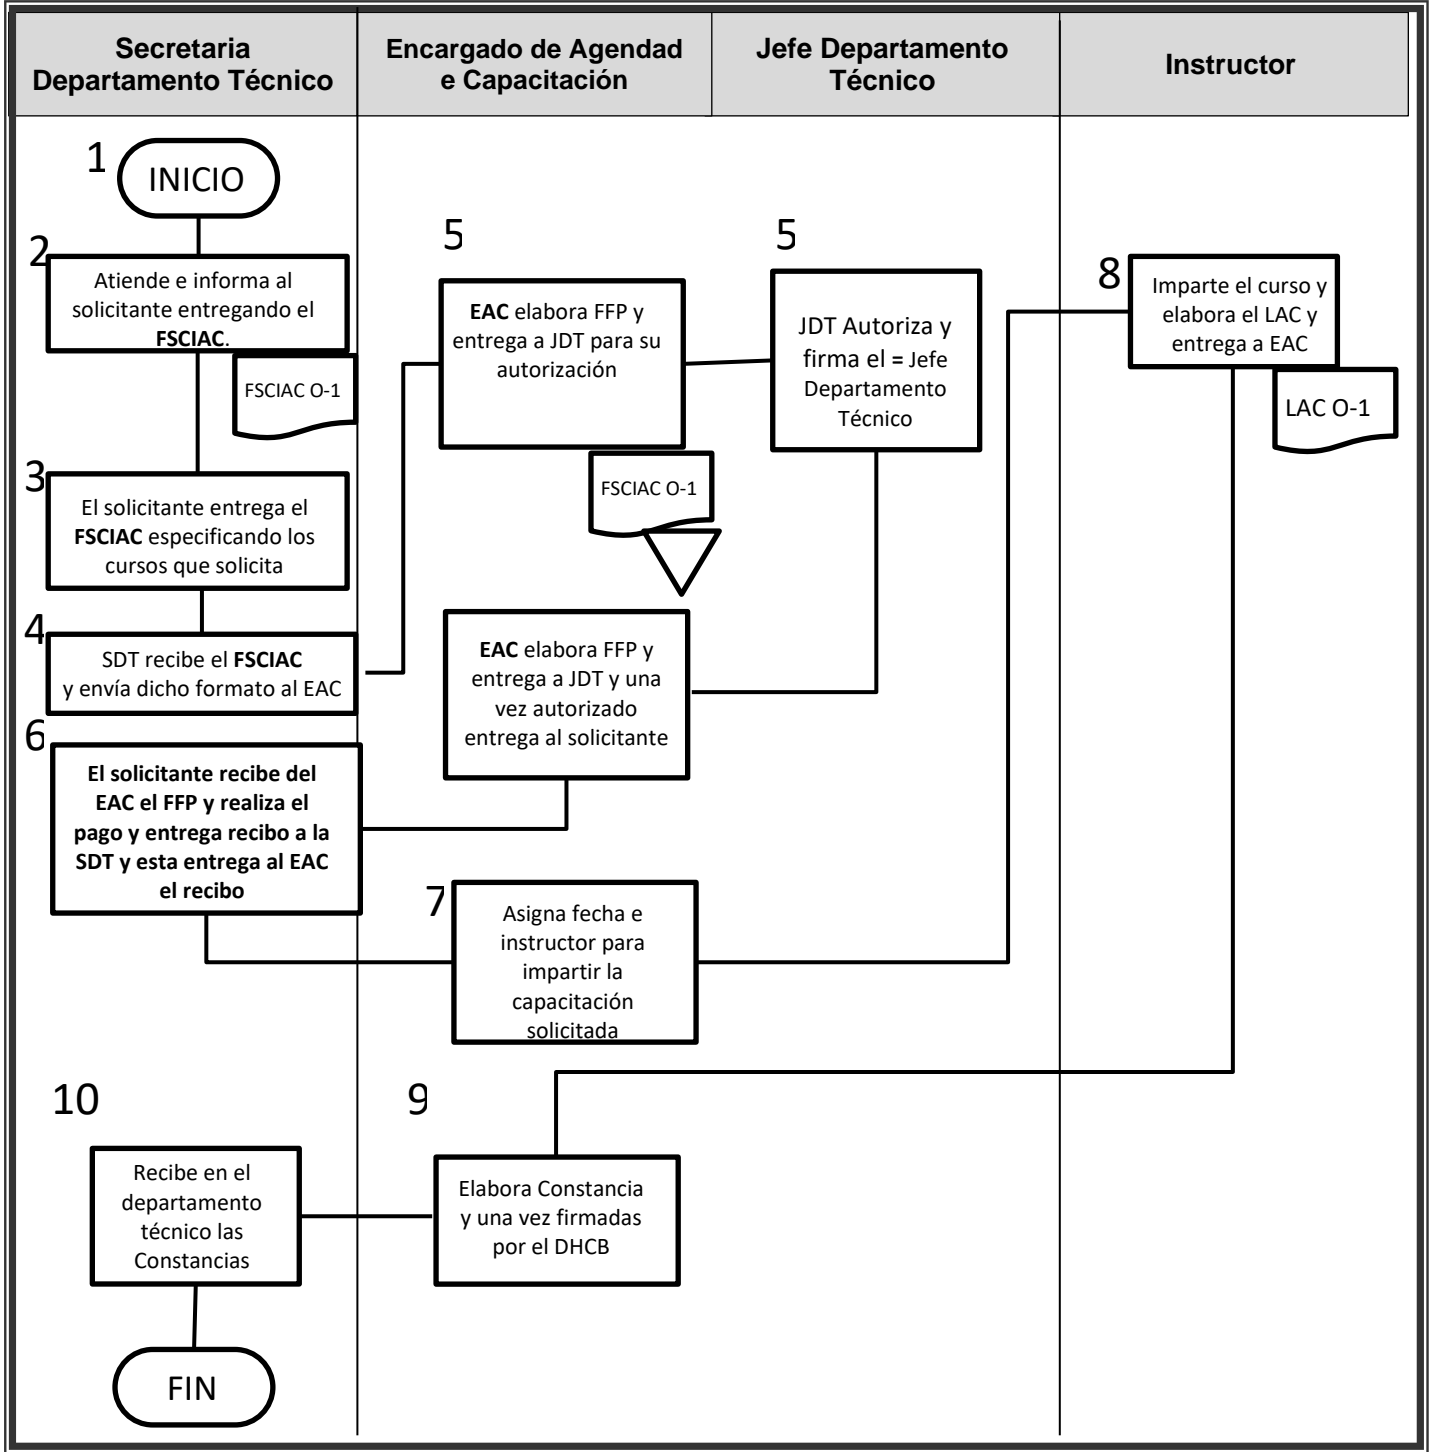 Secretaria
Departamento Técnico
Encargado de Agendad
e Capacitación
Jefe Departamento
Técnico
Instructor
1
INICIO
2
Atiende e informa al
solicitante entregando el
FSCIAC.
FSCIAC O-1
3
El solicitante entrega el
FSCIAC especificando los
cursos que solicita
4
SDT recibe el FSCIAC
y envía dicho formato al EAC
5
EAC elabora FFP y
entrega a JDT para su
autorización
FSCIAC O-1
5
JDT Autoriza y
firma el = Jefe
Departamento
Técnico
EAC elabora FFP y
entrega a JDT y una
vez autorizado
entrega al solicitante
6
El solicitante recibe del
EAC el FFP y realiza el
pago y entrega recibo a la
SDT y esta entrega al EAC
el recibo
7
Asigna fecha e
instructor para
impartir la
capacitación
solicitada
8
Imparte el curso y
elabora el LAC y
entrega a EAC
LAC O-1
9
Elabora Constancia
y una vez firmadas
por el DHCB
10
Recibe en el
departamento
técnico las
Constancias
FIN